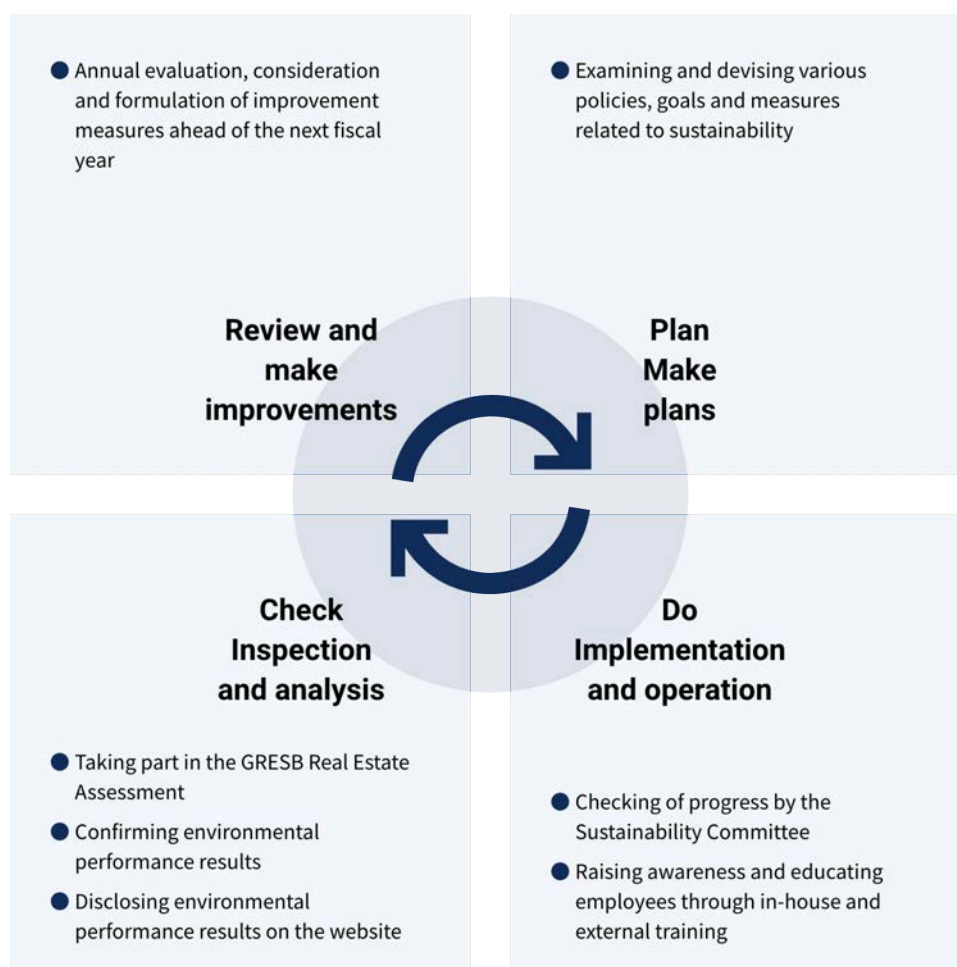 Annual evaluation, consideration
and formulation of improvement
measures ahead of the next fiscal
year
Review and
make
improvements
Examining and devising various
policies, goals and measures
related to sustainability
Plan
Make
plans
Check
Inspection
and analysis
Taking part in the GRESB Real Estate
Assessment
Confirming environmental
performance results
Disclosing environmental
performance results on the website
Do
Implementation
and operation
Checking of progress by the
Sustainability Committee
Raising awareness and educating
employees through in-house and
external training